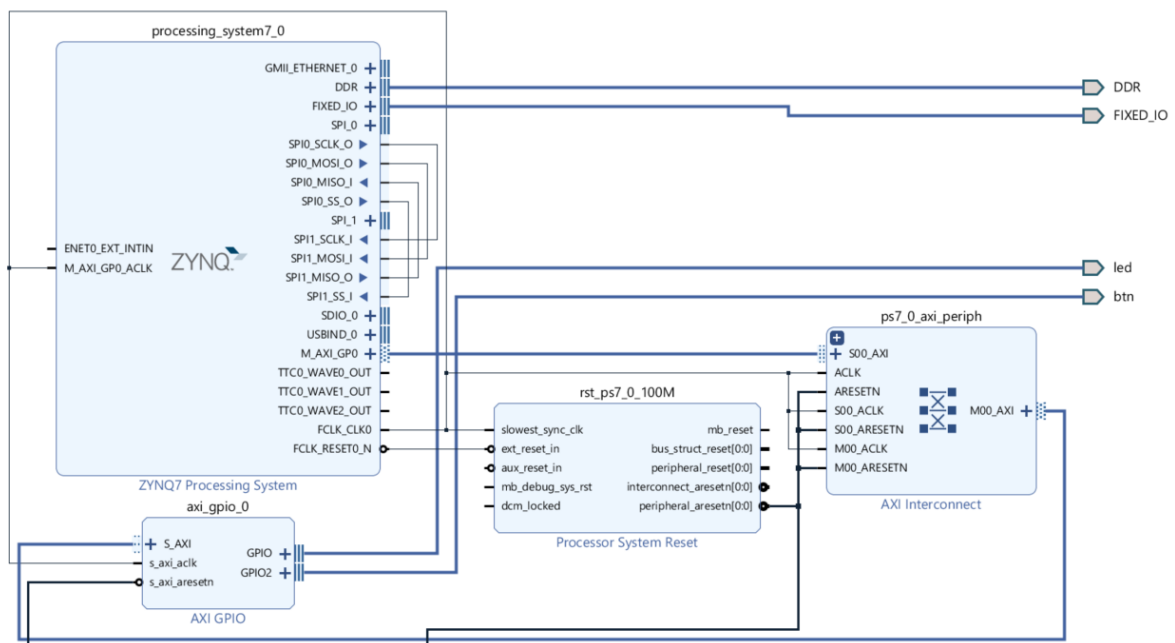 processing_system7_0
GMII_ETHERNET_0
DDR
FIXED_IO
SPI_0
SPI0_SCLK_O
SPI0_MOSI_O
SPI0_MISO_I
SPI0_SS_O
SPI_1
SPI1_SCLK_I
SPI1_MOSI_I
SPI1_MISO_O
SPI1_SS_I
SDIO_0
USBIND_0
M_AXI_GP0
TTC0_WAVE0_OUT
TTC0_WAVE1_OUT
TTC0_WAVE2_OUT
FCLK_CLK0
FCLK_RESET0_N
ENET0_EXT_INTIN
M_AXI_GP0_ACLK
ZYNQ
ZYNQ7 Processing System
DDR
FIXED_IO
led
btn
ps7_0_axi_periph
S00_AXI
ACLK
ARESETN
S00_ACLK
S00_ARESETN
M00_ACLK
M00_ARESETN
M00_AXI
AXI Interconnect
rst_ps7_0_100M
slowest_sync_clk
ext_reset_in
aux_reset_in
mb_debug_sys_rst
dcm_locked
mb_reset
bus_struct_reset[0:0]
peripheral_reset[0:0]
interconnect_aresetn[0:0]
peripheral_aresetn[0:0]
Processor System Reset
axi_gpio_0
S_AXI
s_axi_aclk
s_axi_aresetn
GPIO
GPIO2
AXI GPIO